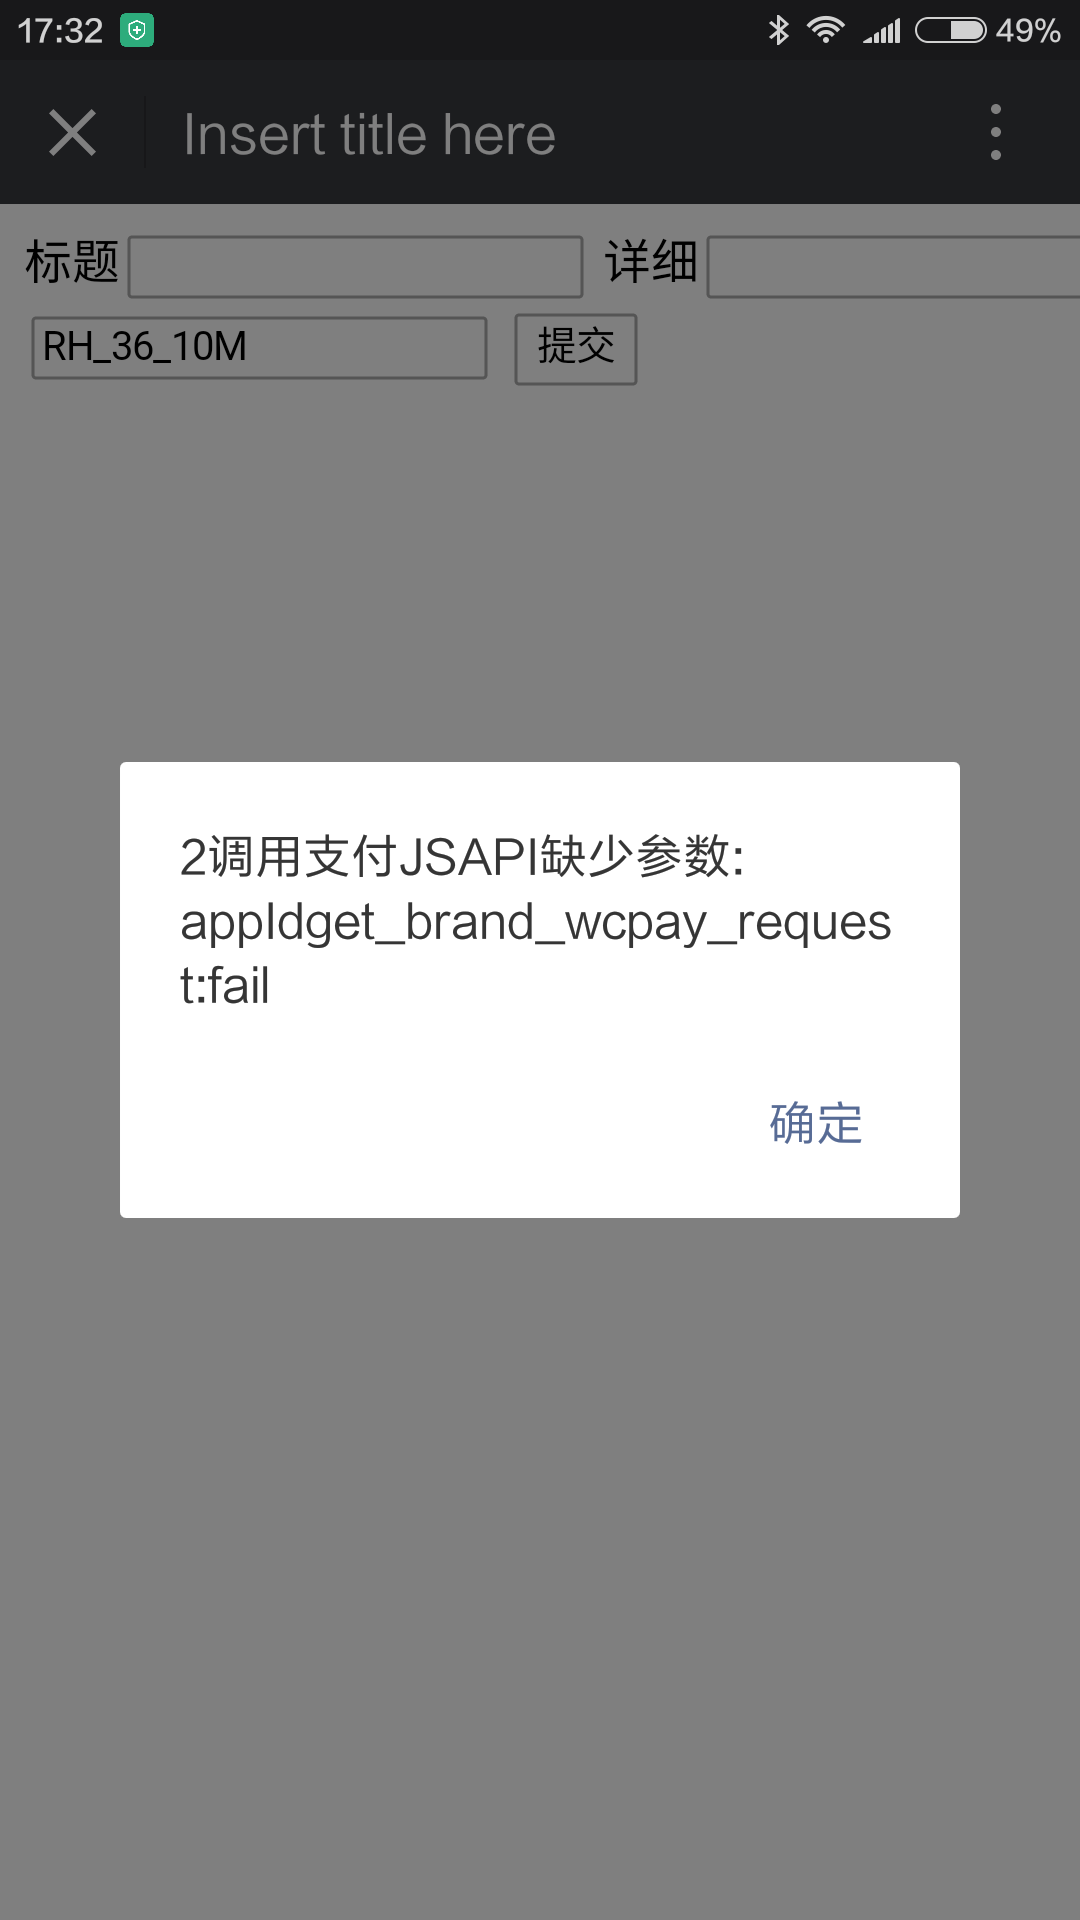 17:32
49%
Insert title here
标题 详细
RH_36_10M 提交
2调用支付JSAPI缺少参数:
appIdget_brand_wcpay_reques
t:fail
确定